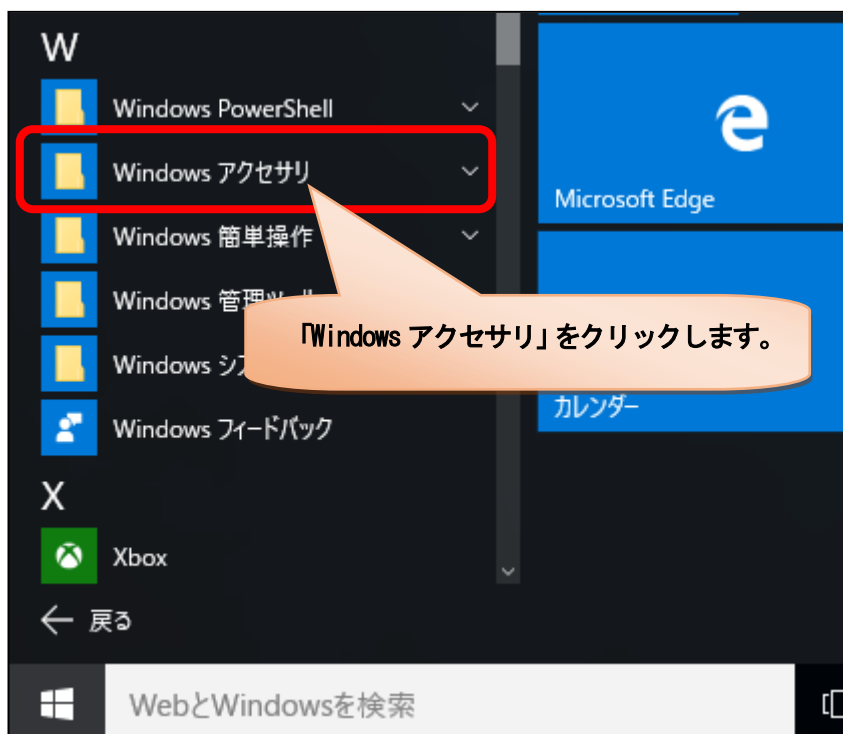 W
Windows PowerShell
Windows アクセサリ
Windows 簡単操作
Windows 管理
Windows シ
Windows フィードバック
X
Xbox
戻る
WebとWindowsを検索
Microsoft Edge
カレンダー
「Windows アクセサリ」をクリックします。